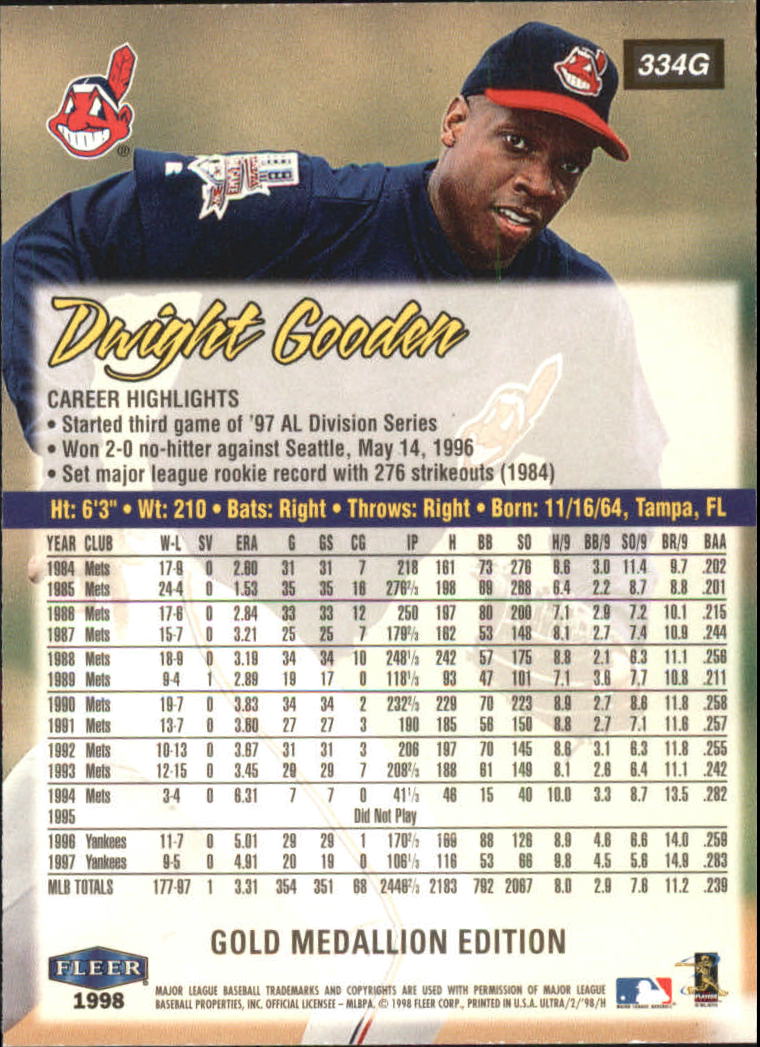 334G
Dwight Gooden
CAREER HIGHLIGHTS
• Started third game of '97 AL Division Series
• Won 2-0 no-hitter against Seattle, May 14, 1996
• Set major league rookie record with 276 strikeouts (1984)
Ht: 6'3" • Wt: 210 • Bats: Right • Throws: Right • Born: 11/16/64, Tampa, FL
YEAR CLUB W-L SV ERA G GS CG IP H BB SO H/9 BB/9 SO/9 BR/9 BAA
1984 Mets 17-9 0 2.60 31 31 7 218 161 73 276 6.6 3.0 11.4 9.7 .202
1985 Mets 24-4 0 1.53 35 35 16 276²/₃ 198 69 268 6.4 2.2 8.7 8.8 .201
1986 Mets 17-6 0 2.84 33 33 12 250 197 80 200 7.1 2.9 7.2 10.1 .215
1987 Mets 15-7 0 3.21 25 25 7 179²/₃ 162 53 148 8.1 2.7 7.4 10.9 .244
1988 Mets 18-9 0 3.19 34 34 10 248¹/₃ 242 57 175 8.8 2.1 6.3 11.1 .256
1989 Mets 9-4 1 2.89 19 17 0 118¹/₃ 93 47 101 7.1 3.6 7.7 10.8 .211
1990 Mets 19-7 0 3.83 34 34 2 232²/₃ 229 70 223 8.9 2.7 8.6 11.8 .258
1991 Mets 13-7 0 3.60 27 27 3 190 185 56 150 8.8 2.7 7.1 11.6 .257
1992 Mets 10-13 0 3.67 31 31 3 206 197 70 145 8.6 3.1 6.3 11.8 .255
1993 Mets 12-15 0 3.45 29 29 7 208²/₃ 188 61 149 8.1 2.6 6.4 11.1 .242
1994 Mets 3-4 0 6.31 7 7 0 41¹/₃ 46 15 40 10.0 3.3 8.7 13.5 .282
1995 Did Not Play
1996 Yankees 11-7 0 5.01 29 29 1 170²/₃ 169 88 126 8.9 4.6 6.6 14.0 .259
1997 Yankees 9-5 0 4.91 20 19 0 106¹/₃ 116 53 66 9.8 4.5 5.6 14.9 .283
MLB TOTALS 177-97 1 3.31 354 351 68 2446²/₃ 2183 792 2067 8.0 2.9 7.6 11.2 .239
GOLD MEDALLION EDITION
FLEER
1998
MAJOR LEAGUE BASEBALL TRADEMARKS AND COPYRIGHTS ARE USED WITH PERMISSION OF MAJOR LEAGUE
BASEBALL PROPERTIES, INC. OFFICIAL LICENSEE – MLBPA. © 1998 FLEER CORP., PRINTED IN U.S.A. ULTRA/2/'98/H